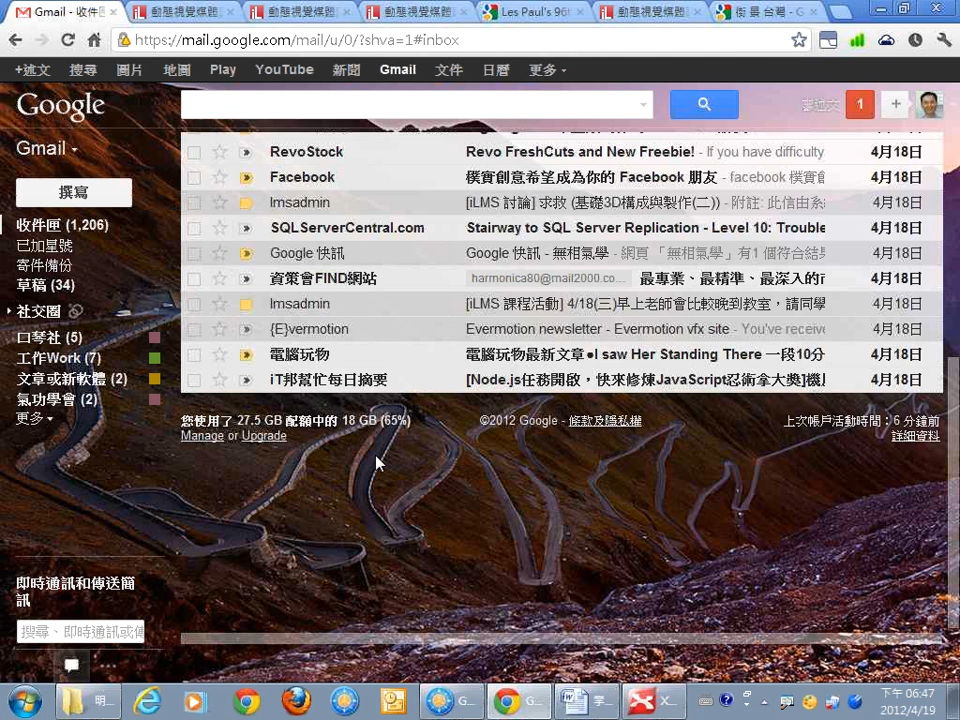 Gmail - 收件匣
動態視覺媒體
動態視覺媒體
動態視覺媒體
Les Paul's 96t
動態視覺媒體
街 景 台灣 - G
https://mail.google.com/mail/u/0/?shva=1#inbox
+述文 搜尋 圖片 地圖 Play YouTube 新聞 Gmail 文件 日曆 更多
Google
1
+
Gmail
撰寫
收件匣 (1,206)
已加星號
寄件備份
草稿 (34)
社交圈
口琴社 (5)
工作Work (7)
文章或新軟體 (2)
氣功學會 (2)
更多
RevoStock Revo FreshCuts and New Freebie! - If you have difficulty 4月18日
Facebook 樸實創意希望成為你的 Facebook 朋友 - facebook 樸實創 4月18日
lmsadmin [iLMS 討論] 求救 (基礎3D構成與製作(二)) - 附註: 此信由系 4月18日
SQLServerCentral.com Stairway to SQL Server Replication - Level 10: Trouble 4月18日
Google 快訊 Google 快訊 - 無相氣學 - 網頁 「無相氣學」有1 個符合結果 4月18日
資策會FIND網站 harmonica80@mail2000.co... 最專業、最精準、最深入的市 4月18日
lmsadmin [iLMS 課程活動] 4/18(三)早上老師會比較晚到教室，請同學 4月18日
{E}vermotion Evermotion newsletter - Evermotion vfx site - You've receive 4月18日
電腦玩物 電腦玩物最新文章●I saw Her Standing There 一段10分 4月18日
iT邦幫忙每日摘要 [Node.js任務開啟，快來修煉JavaScript忍術拿大獎] 4月18日
您使用了 27.5 GB 配額中的 18 GB (65%)
Manage or Upgrade
©2012 Google - 條款及隱私權
上次帳戶活動時間：6 分鐘前
詳細資料
即時通訊和傳送簡
訊
搜尋、即時通訊或傳
明...
G...
G...
掌...
X...
下午 06:47
2012/4/19